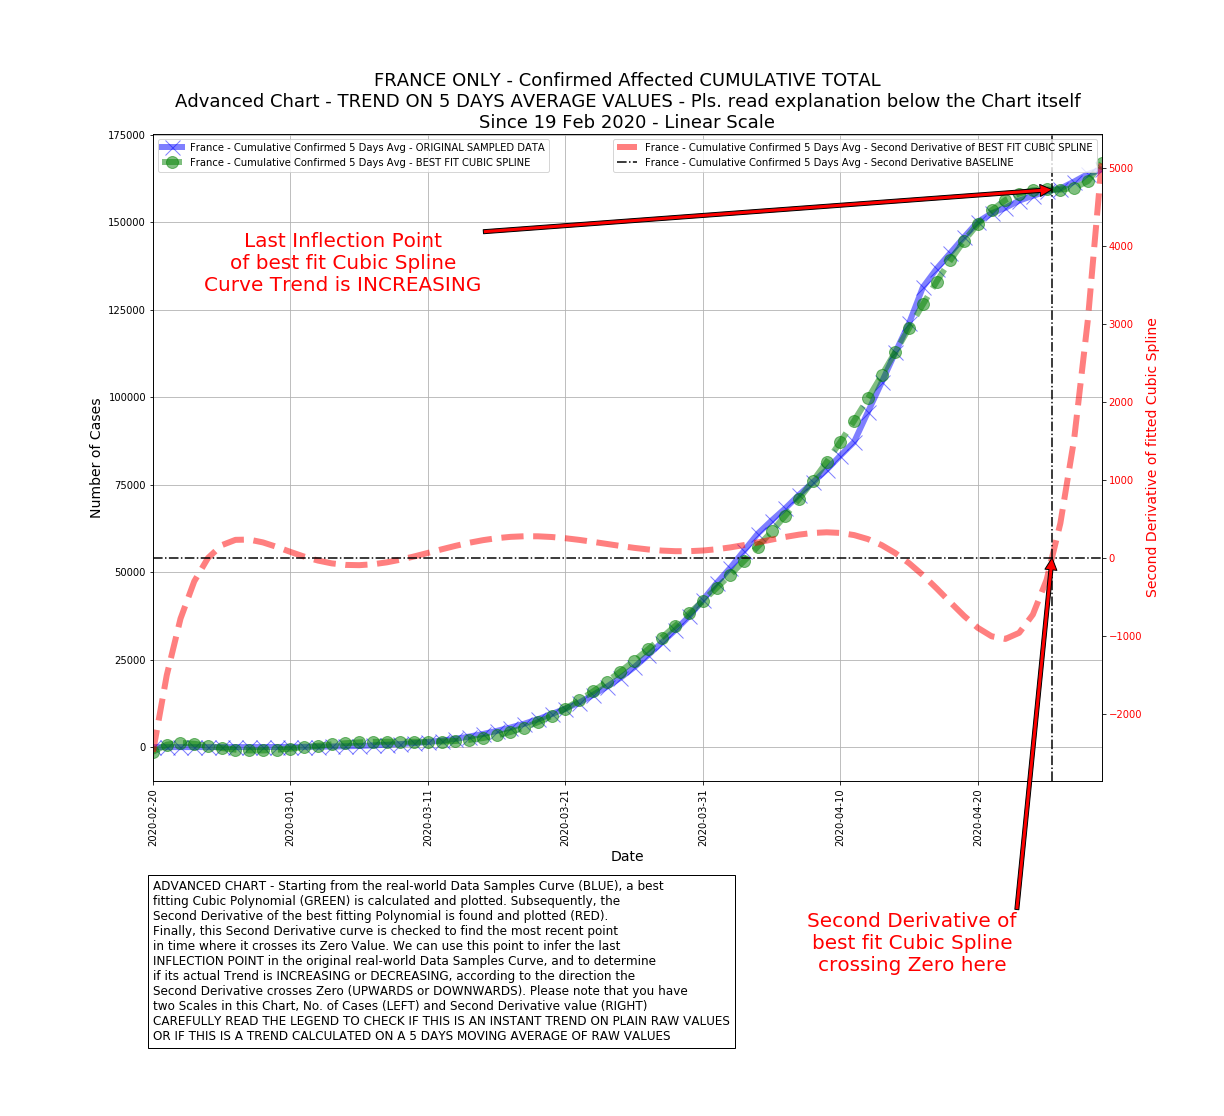 FRANCE ONLY - Confirmed Affected CUMULATIVE TOTAL
Advanced Chart - TREND ON 5 DAYS AVERAGE VALUES - Pls. read explanation below the Chart itself
Since 19 Feb 2020 - Linear Scale
France - Cumulative Confirmed 5 Days Avg - ORIGINAL SAMPLED DATA
France - Cumulative Confirmed 5 Days Avg - BEST FIT CUBIC SPLINE
France - Cumulative Confirmed 5 Days Avg - Second Derivative of BEST FIT CUBIC SPLINE
France - Cumulative Confirmed 5 Days Avg - Second Derivative BASELINE
Last Inflection Point
of best fit Cubic Spline
Curve Trend is INCREASING
Number of Cases
175000
150000
125000
100000
75000
50000
25000
0
5000
4000
3000
2000
1000
0
−1000
−2000
Second Derivative of fitted Cubic Spline
2020-02-20
2020-03-01
2020-03-11
2020-03-21
2020-03-31
2020-04-10
2020-04-20
Date
ADVANCED CHART - Starting from the real-world Data Samples Curve (BLUE), a best
fitting Cubic Polynomial (GREEN) is calculated and plotted. Subsequently, the
Second Derivative of the best fitting Polynomial is found and plotted (RED).
Finally, this Second Derivative curve is checked to find the most recent point
in time where it crosses its Zero Value. We can use this point to infer the last
INFLECTION POINT in the original real-world Data Samples Curve, and to determine
if its actual Trend is INCREASING or DECREASING, according to the direction the
Second Derivative crosses Zero (UPWARDS or DOWNWARDS). Please note that you have
two Scales in this Chart, No. of Cases (LEFT) and Second Derivative value (RIGHT)
CAREFULLY READ THE LEGEND TO CHECK IF THIS IS AN INSTANT TREND ON PLAIN RAW VALUES
OR IF THIS IS A TREND CALCULATED ON A 5 DAYS MOVING AVERAGE OF RAW VALUES
Second Derivative of
best fit Cubic Spline
crossing Zero here